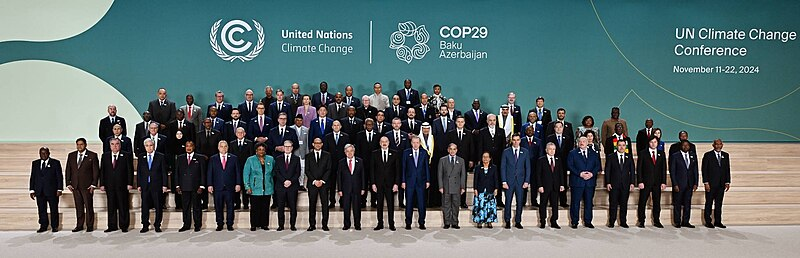 United Nations
Climate Change
COP29
Baku
Azerbaijan
UN Climate Change
Conference
November 11-22, 2024